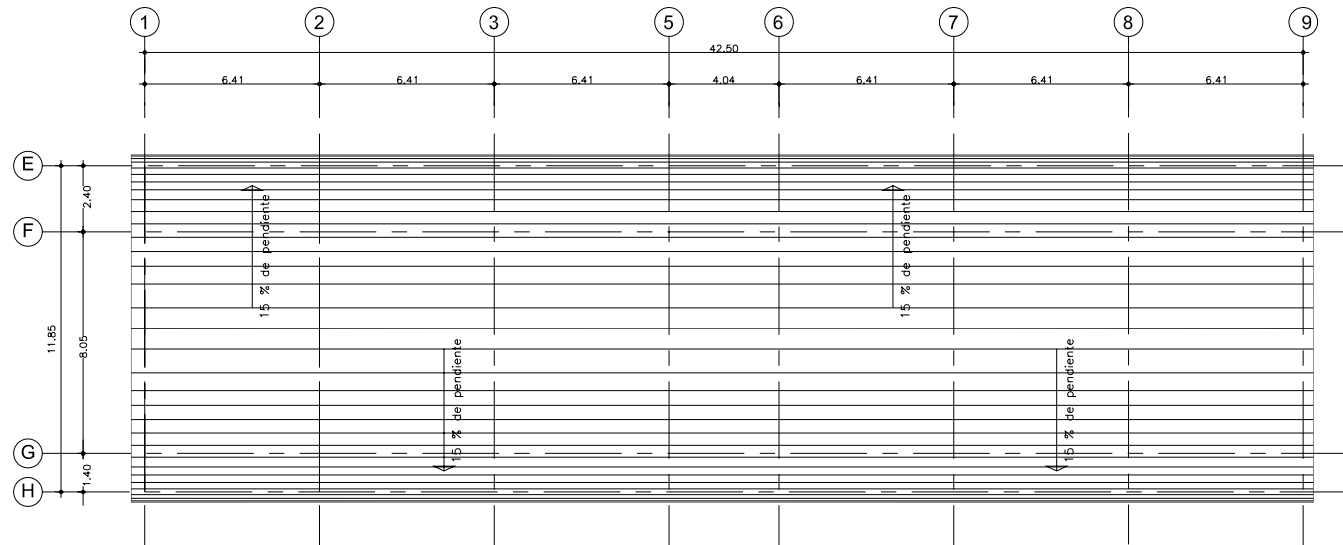 1 2 3 5 6 7 8 9
42.50
6.41 6.41 6.41 4.04 6.41 6.41 6.41
E
2.40
F
15 % de pendiente 15 % de pendiente
11.85
8.05
15 % de pendiente 15 % de pendiente
G
1.40
H